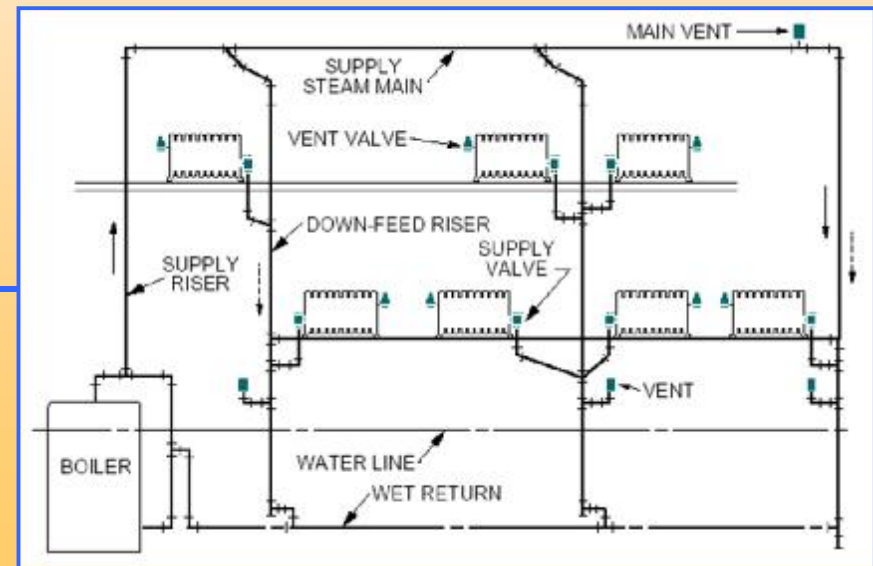 MAIN VENT
SUPPLY
STEAM MAIN
VENT VALVE
DOWN-FEED RISER
SUPPLY
VALVE
SUPPLY
RISER
VENT
BOILER
WATER LINE
WET RETURN